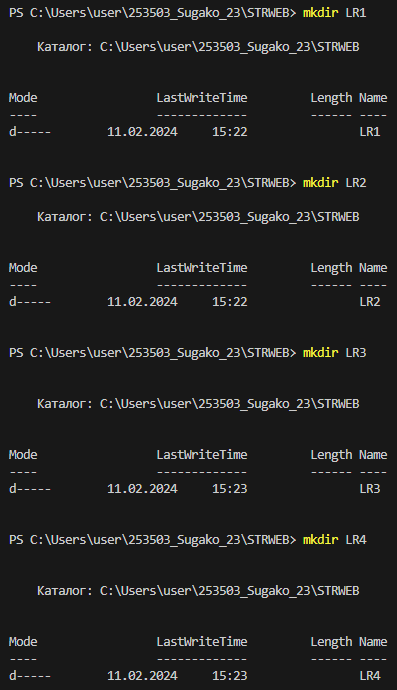 PS C:\Users\user\253503_Sugako_23\STRWEB> mkdir LR1
Каталог: C:\Users\user\253503_Sugako_23\STRWEB
Mode LastWriteTime Length Name
---- ------------- ------ ----
d----- 11.02.2024 15:22 LR1
PS C:\Users\user\253503_Sugako_23\STRWEB> mkdir LR2
Каталог: C:\Users\user\253503_Sugako_23\STRWEB
Mode LastWriteTime Length Name
---- ------------- ------ ----
d----- 11.02.2024 15:22 LR2
PS C:\Users\user\253503_Sugako_23\STRWEB> mkdir LR3
Каталог: C:\Users\user\253503_Sugako_23\STRWEB
Mode LastWriteTime Length Name
---- ------------- ------ ----
d----- 11.02.2024 15:23 LR3
PS C:\Users\user\253503_Sugako_23\STRWEB> mkdir LR4
Каталог: C:\Users\user\253503_Sugako_23\STRWEB
Mode LastWriteTime Length Name
---- ------------- ------ ----
d----- 11.02.2024 15:23 LR4